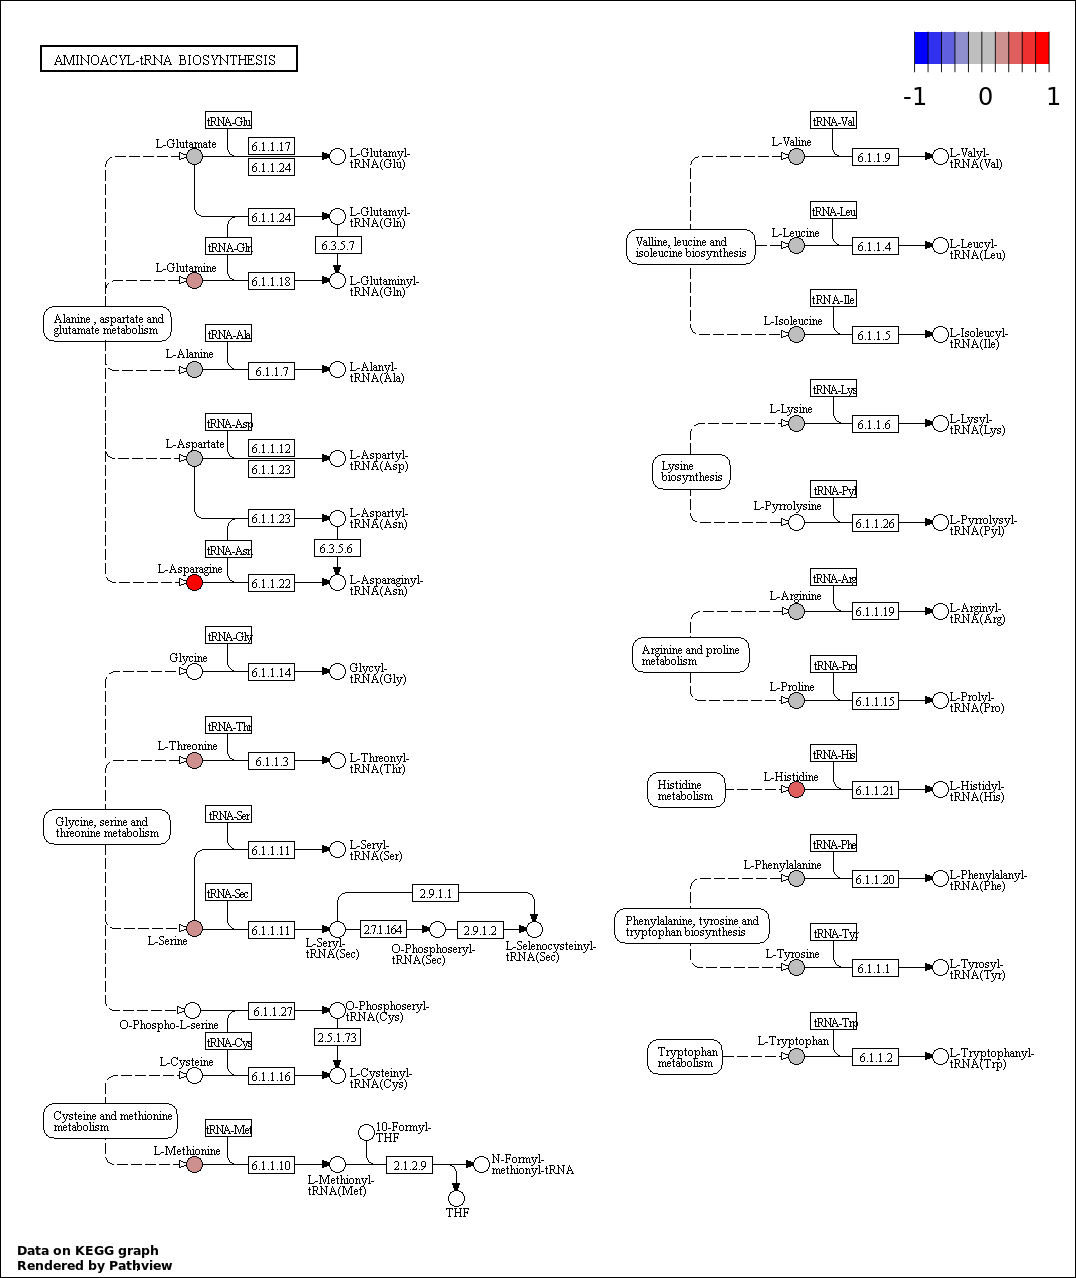 AMINOACYL-tRNA BIOSYNTHESIS
-1 0 1
tRNA-Glu
L-Glutamate
6.1.1.17
6.1.1.24
L-Glutamyl-
tRNA(Glu)
6.1.1.24
L-Glutamyl-
tRNA(Gln)
tRNA-Gln
6.3.5.7
L-Glutamine
6.1.1.18
L-Glutaminyl-
tRNA(Gln)
Alanine , aspartate and
glutamate metabolism
tRNA-Ala
L-Alanine
6.1.1.7
L-Alanyl-
tRNA(Ala)
tRNA-Asp
L-Aspartate
6.1.1.12
6.1.1.23
L-Aspartyl-
tRNA(Asp)
6.1.1.23
L-Aspartyl-
tRNA(Asn)
tRNA-Asn
6.3.5.6
L-Asparagine
6.1.1.22
L-Asparaginyl-
tRNA(Asn)
tRNA-Gly
Glycine
6.1.1.14
Glycyl-
tRNA(Gly)
tRNA-Thr
L-Threonine
6.1.1.3
L-Threonyl-
tRNA(Thr)
Glycine, serine and
threonine metabolism
tRNA-Ser
6.1.1.11
L-Seryl-
tRNA(Ser)
tRNA-Sec
L-Serine
6.1.1.11
L-Seryl-
tRNA(Sec)
2.9.1.1
2.7.1.164
O-Phosphoseryl-
tRNA(Sec)
2.9.1.2
L-Selenocysteinyl-
tRNA(Sec)
O-Phospho-L-serine
6.1.1.27
O-Phosphoseryl-
tRNA(Cys)
tRNA-Cys
2.5.1.73
L-Cysteine
6.1.1.16
L-Cysteinyl-
tRNA(Cys)
Cysteine and methionine
metabolism
tRNA-Met
L-Methionine
6.1.1.10
L-Methionyl-
tRNA(Met)
10-Formyl-
THF
2.1.2.9
N-Formyl-
methionyl-tRNA
THF
tRNA-Val
L-Valine
6.1.1.9
L-Valyl-
tRNA(Val)
tRNA-Leu
Valline, leucine and
isoleucine biosynthesis
L-Leucine
6.1.1.4
L-Leucyl-
tRNA(Leu)
tRNA-Ile
L-Isoleucine
6.1.1.5
L-Isoleucyl-
tRNA(Ile)
tRNA-Lys
L-Lysine
6.1.1.6
L-Lysyl-
tRNA(Lys)
Lysine
biosynthesis
tRNA-Pyl
L-Pyrrolysine
6.1.1.26
L-Pyrrolysyl-
tRNA(Pyl)
tRNA-Arg
L-Arginine
6.1.1.19
L-Arginyl-
tRNA(Arg)
Arginine and proline
metabolism
tRNA-Pro
L-Proline
6.1.1.15
L-Prolyl-
tRNA(Pro)
tRNA-His
Histidine
metabolism
L-Histidine
6.1.1.21
L-Histidyl-
tRNA(His)
tRNA-Phe
L-Phenylalanine
6.1.1.20
L-Phenylalanyl-
tRNA(Phe)
Phenylalanine, tyrosine and
tryptophan biosynthesis
tRNA-Tyr
L-Tyrosine
6.1.1.1
L-Tyrosyl-
tRNA(Tyr)
tRNA-Trp
Tryptophan
metabolism
L-Tryptophan
6.1.1.2
L-Tryptophanyl-
tRNA(Trp)
Data on KEGG graph
Rendered by Pathview